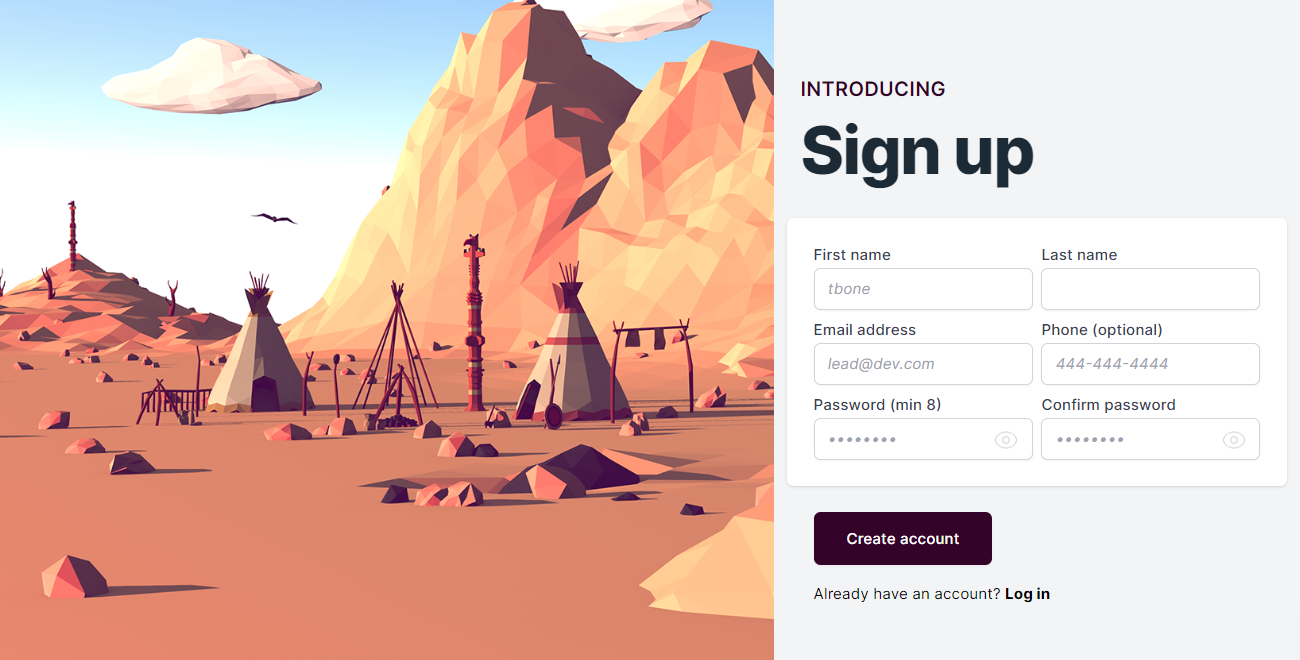 INTRODUCING
Sign up
First name
Last name
tbone
Email address
Phone (optional)
lead@dev.com
444-444-4444
Password (min 8)
Confirm password
••••••••
••••••••
Create account
Already have an account? Log in